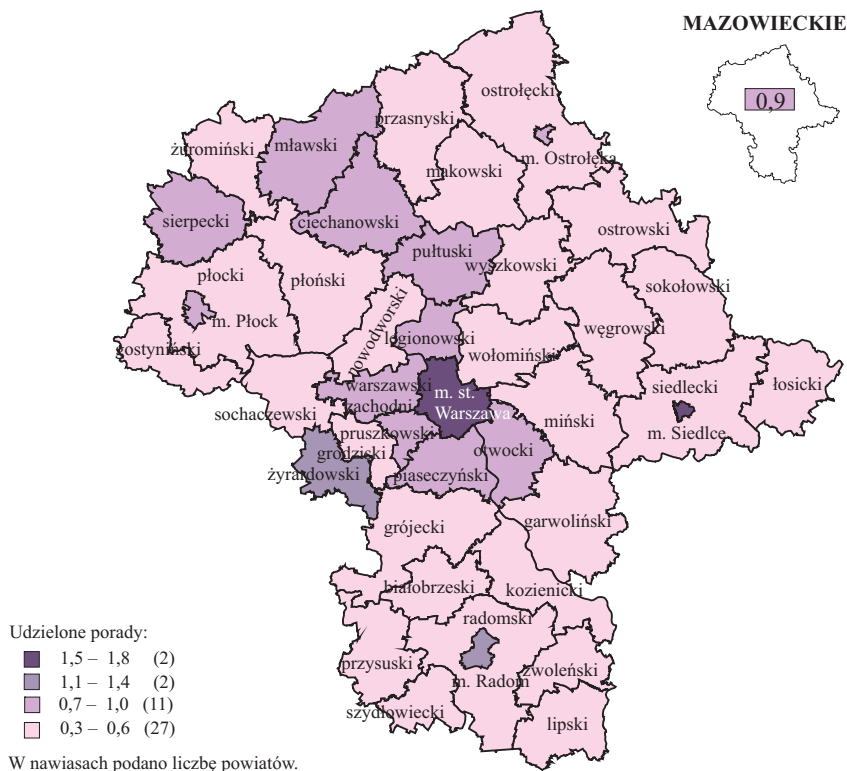 MAZOWIECKIE
0,9
ostrołęcki
przasnyski
m. Ostrołęka
żuromiński
mławski
makowski
sierpecki
ciechanowski
ostrowski
pułtuski
wyszkowski
płocki
płoński
sokołowski
nowodworski
m. Płock
legionowski
węgrowski
gostyniński
wołomiński
warszawski
zachodni
m. st.
Warszawa
siedlecki
łosicki
sochaczewski
miński
m. Siedlce
pruszkowski
grodziski
otwocki
żyrardowski
piaseczyński
garwoliński
grójecki
białobrzeski
kozienicki
radomski
przysuski
zwoleński
m. Radom
szydłowiecki
lipski
Udzielone porady:
1,5 – 1,8 (2)
1,1 – 1,4 (2)
0,7 – 1,0 (11)
0,3 – 0,6 (27)
W nawiasach podano liczbę powiatów.